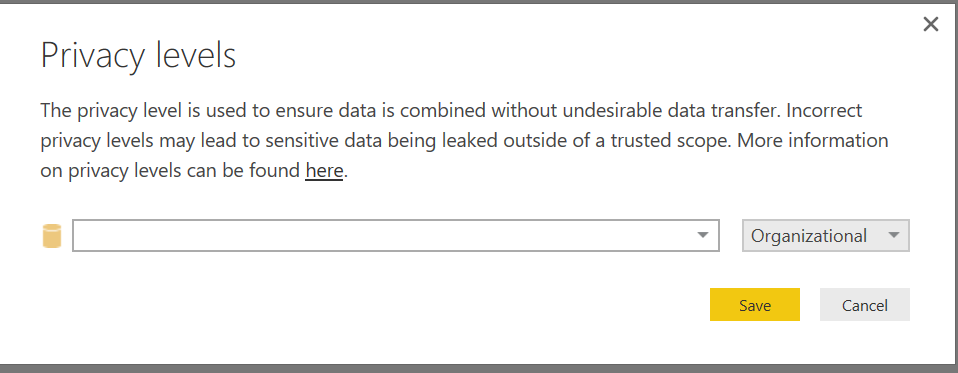 Privacy levels
The privacy level is used to ensure data is combined without undesirable data transfer. Incorrect
privacy levels may lead to sensitive data being leaked outside of a trusted scope. More information
on privacy levels can be found here.
Organizational
Save Cancel